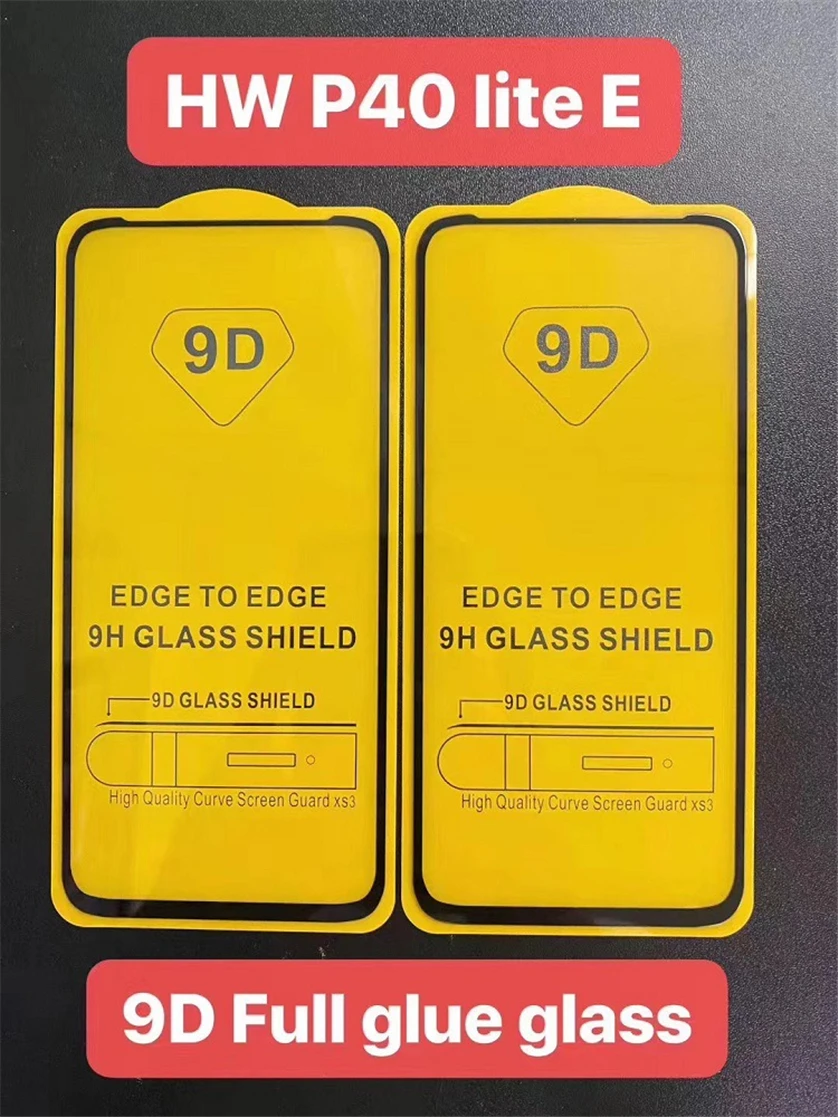 HW P40 lite E
9D
9D
EDGE TO EDGE
9H GLASS SHIELD
9D GLASS SHIELD
High Quality Curve Screen Guard xs3
EDGE TO EDGE
9H GLASS SHIELD
9D GLASS SHIELD
High Quality Curve Screen Guard xs3
9D Full glue glass